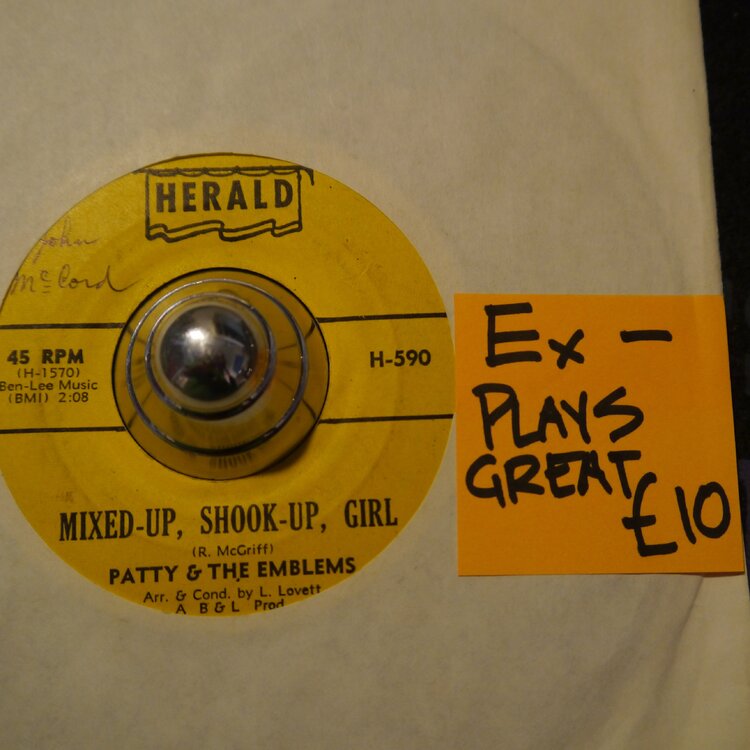 HERALD
John
McCord
45 RPM
(H-1570)
Ben-Lee Music
(BMI) 2:08
H-590
MIXED-UP, SHOOK-UP, GIRL
(R. McGriff)
PATTY & THE EMBLEMS
Arr. & Cond. by L. Lovett
A B & L Prod
Ex -
PLAYS
GREAT
£10